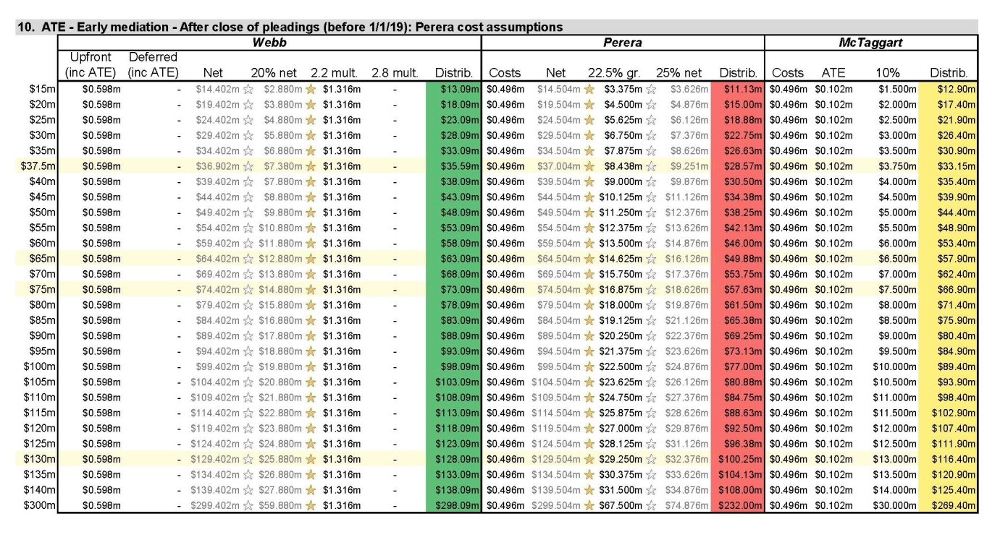 10. ATE - Early mediation - After close of pleadings (before 1/1/19): Perera cost assumptions
Webb Perera McTaggart
Upfront Deferred
(inc ATE) (inc ATE) Net 20% net 2.2 mult. 2.8 mult. Distrib. Costs Net 22.5% gr. 25% net Distrib. Costs ATE 10% Distrib.
$15m $0.598m - $14.402m $2.880m $1.316m - $13.09m $0.496m $14.504m $3.375m $3.626m $11.13m $0.496m $0.102m $1.500m $12.90m
$20m $0.598m - $19.402m $3.880m $1.316m - $18.09m $0.496m $19.504m $4.500m $4.876m $15.00m $0.496m $0.102m $2.000m $17.40m
$25m $0.598m - $24.402m $4.880m $1.316m - $23.09m $0.496m $24.504m $5.625m $6.126m $18.88m $0.496m $0.102m $2.500m $21.90m
$30m $0.598m - $29.402m $5.880m $1.316m - $28.09m $0.496m $29.504m $6.750m $7.376m $22.75m $0.496m $0.102m $3.000m $26.40m
$35m $0.598m - $34.402m $6.880m $1.316m - $33.09m $0.496m $34.504m $7.875m $8.626m $26.63m $0.496m $0.102m $3.500m $30.90m
$37.5m $0.598m - $36.902m $7.380m $1.316m - $35.59m $0.496m $37.004m $8.438m $9.251m $28.57m $0.496m $0.102m $3.750m $33.15m
$40m $0.598m - $39.402m $7.880m $1.316m - $38.09m $0.496m $39.504m $9.000m $9.876m $30.50m $0.496m $0.102m $4.000m $35.40m
$45m $0.598m - $44.402m $8.880m $1.316m - $43.09m $0.496m $44.504m $10.125m $11.126m $34.38m $0.496m $0.102m $4.500m $39.90m
$50m $0.598m - $49.402m $9.880m $1.316m - $48.09m $0.496m $49.504m $11.250m $12.376m $38.25m $0.496m $0.102m $5.000m $44.40m
$55m $0.598m - $54.402m $10.880m $1.316m - $53.09m $0.496m $54.504m $12.375m $13.626m $42.13m $0.496m $0.102m $5.500m $48.90m
$60m $0.598m - $59.402m $11.880m $1.316m - $58.09m $0.496m $59.504m $13.500m $14.876m $46.00m $0.496m $0.102m $6.000m $53.40m
$65m $0.598m - $64.402m $12.880m $1.316m - $63.09m $0.496m $64.504m $14.625m $16.126m $49.88m $0.496m $0.102m $6.500m $57.90m
$70m $0.598m - $69.402m $13.880m $1.316m - $68.09m $0.496m $69.504m $15.750m $17.376m $53.75m $0.496m $0.102m $7.000m $62.40m
$75m $0.598m - $74.402m $14.880m $1.316m - $73.09m $0.496m $74.504m $16.875m $18.626m $57.63m $0.496m $0.102m $7.500m $66.90m
$80m $0.598m - $79.402m $15.880m $1.316m - $78.09m $0.496m $79.504m $18.000m $19.876m $61.50m $0.496m $0.102m $8.000m $71.40m
$85m $0.598m - $84.402m $16.880m $1.316m - $83.09m $0.496m $84.504m $19.125m $21.126m $65.38m $0.496m $0.102m $8.500m $75.90m
$90m $0.598m - $89.402m $17.880m $1.316m - $88.09m $0.496m $89.504m $20.250m $22.376m $69.25m $0.496m $0.102m $9.000m $80.40m
$95m $0.598m - $94.402m $18.880m $1.316m - $93.09m $0.496m $94.504m $21.375m $23.626m $73.13m $0.496m $0.102m $9.500m $84.90m
$100m $0.598m - $99.402m $19.880m $1.316m - $98.09m $0.496m $99.504m $22.500m $24.876m $77.00m $0.496m $0.102m $10.000m $89.40m
$105m $0.598m - $104.402m $20.880m $1.316m - $103.09m $0.496m $104.504m $23.625m $26.126m $80.88m $0.496m $0.102m $10.500m $93.90m
$110m $0.598m - $109.402m $21.880m $1.316m - $108.09m $0.496m $109.504m $24.750m $27.376m $84.75m $0.496m $0.102m $11.000m $98.40m
$115m $0.598m - $114.402m $22.880m $1.316m - $113.09m $0.496m $114.504m $25.875m $28.626m $88.63m $0.496m $0.102m $11.500m $102.90m
$120m $0.598m - $119.402m $23.880m $1.316m - $118.09m $0.496m $119.504m $27.000m $29.876m $92.50m $0.496m $0.102m $12.000m $107.40m
$125m $0.598m - $124.402m $24.880m $1.316m - $123.09m $0.496m $124.504m $28.125m $31.126m $96.38m $0.496m $0.102m $12.500m $111.90m
$130m $0.598m - $129.402m $25.880m $1.316m - $128.09m $0.496m $129.504m $29.250m $32.376m $100.25m $0.496m $0.102m $13.000m $116.40m
$135m $0.598m - $134.402m $26.880m $1.316m - $133.09m $0.496m $134.504m $30.375m $33.626m $104.13m $0.496m $0.102m $13.500m $120.90m
$140m $0.598m - $139.402m $27.880m $1.316m - $138.09m $0.496m $139.504m $31.500m $34.876m $108.00m $0.496m $0.102m $14.000m $125.40m
$300m $0.598m - $299.402m $59.880m $1.316m - $298.09m $0.496m $299.504m $67.500m $74.876m $232.00m $0.496m $0.102m $30.000m $269.40m